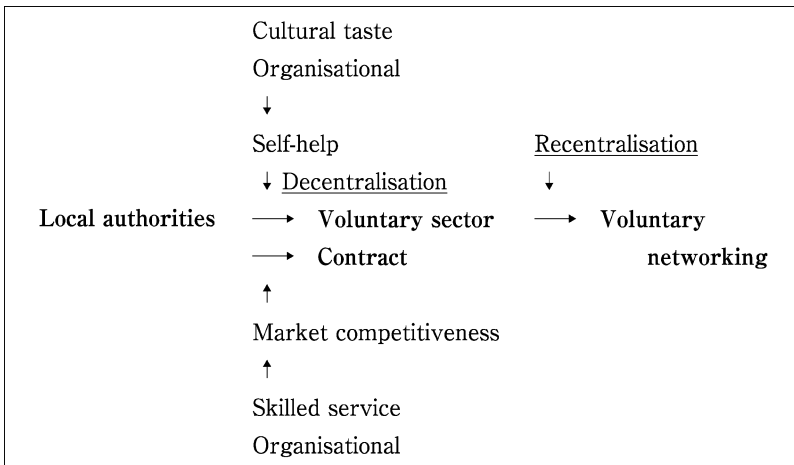 Cultural taste
Organisational
↓
Self-help Recentralisation
↓ Decentralisation ↓
Local authorities → Voluntary sector → Voluntary
→ Contract networking
↑
Market competitiveness
↑
Skilled service
Organisational